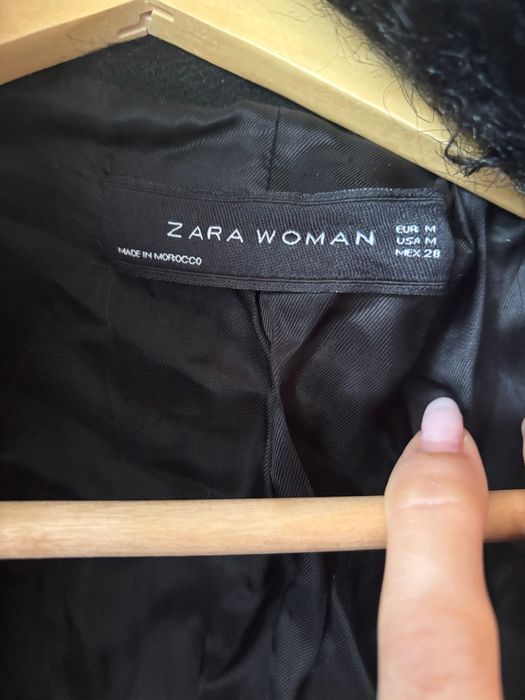 ZARA WOMAN
MADE IN MOROCCO
EUR M
USA M
MEX 28